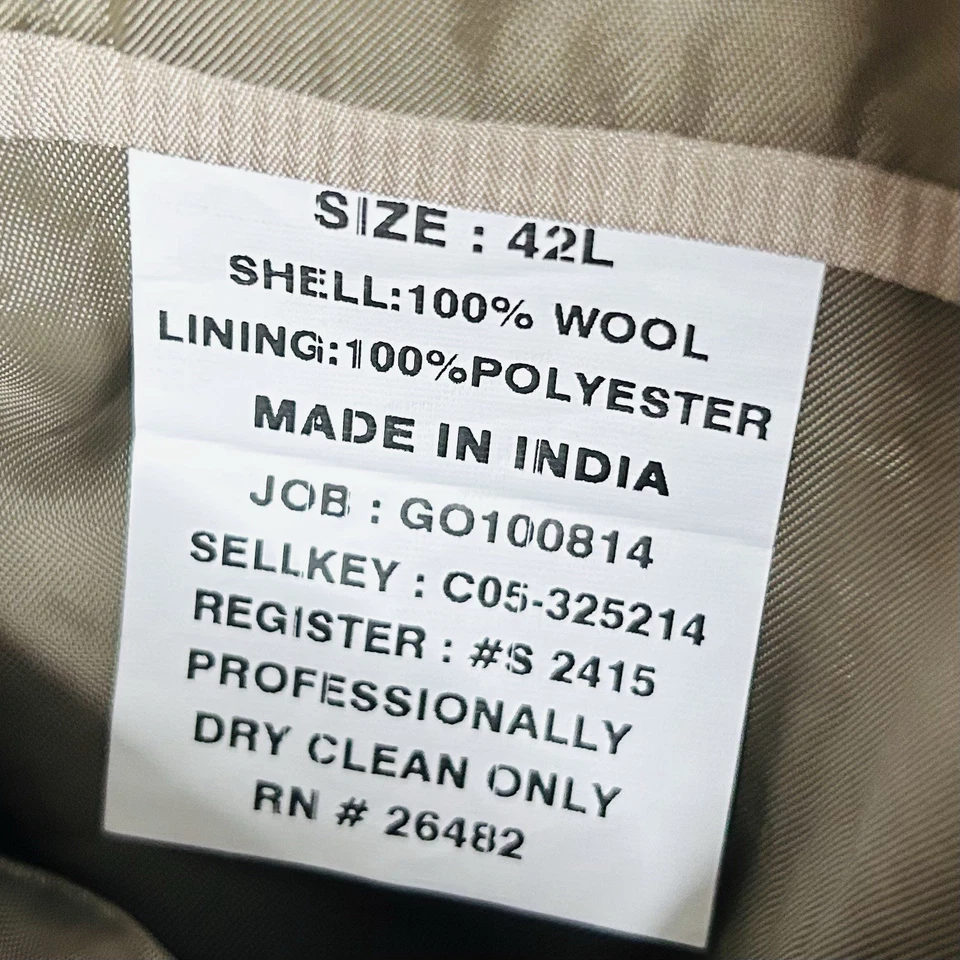 SIZE : 42L
SHELL:100% WOOL
LINING:100%POLYESTER
MADE IN INDIA
JOB : GO100814
SELLKEY : C05-325214
REGISTER : #S 2415
PROFESSIONALLY
DRY CLEAN ONLY
RN # 26482